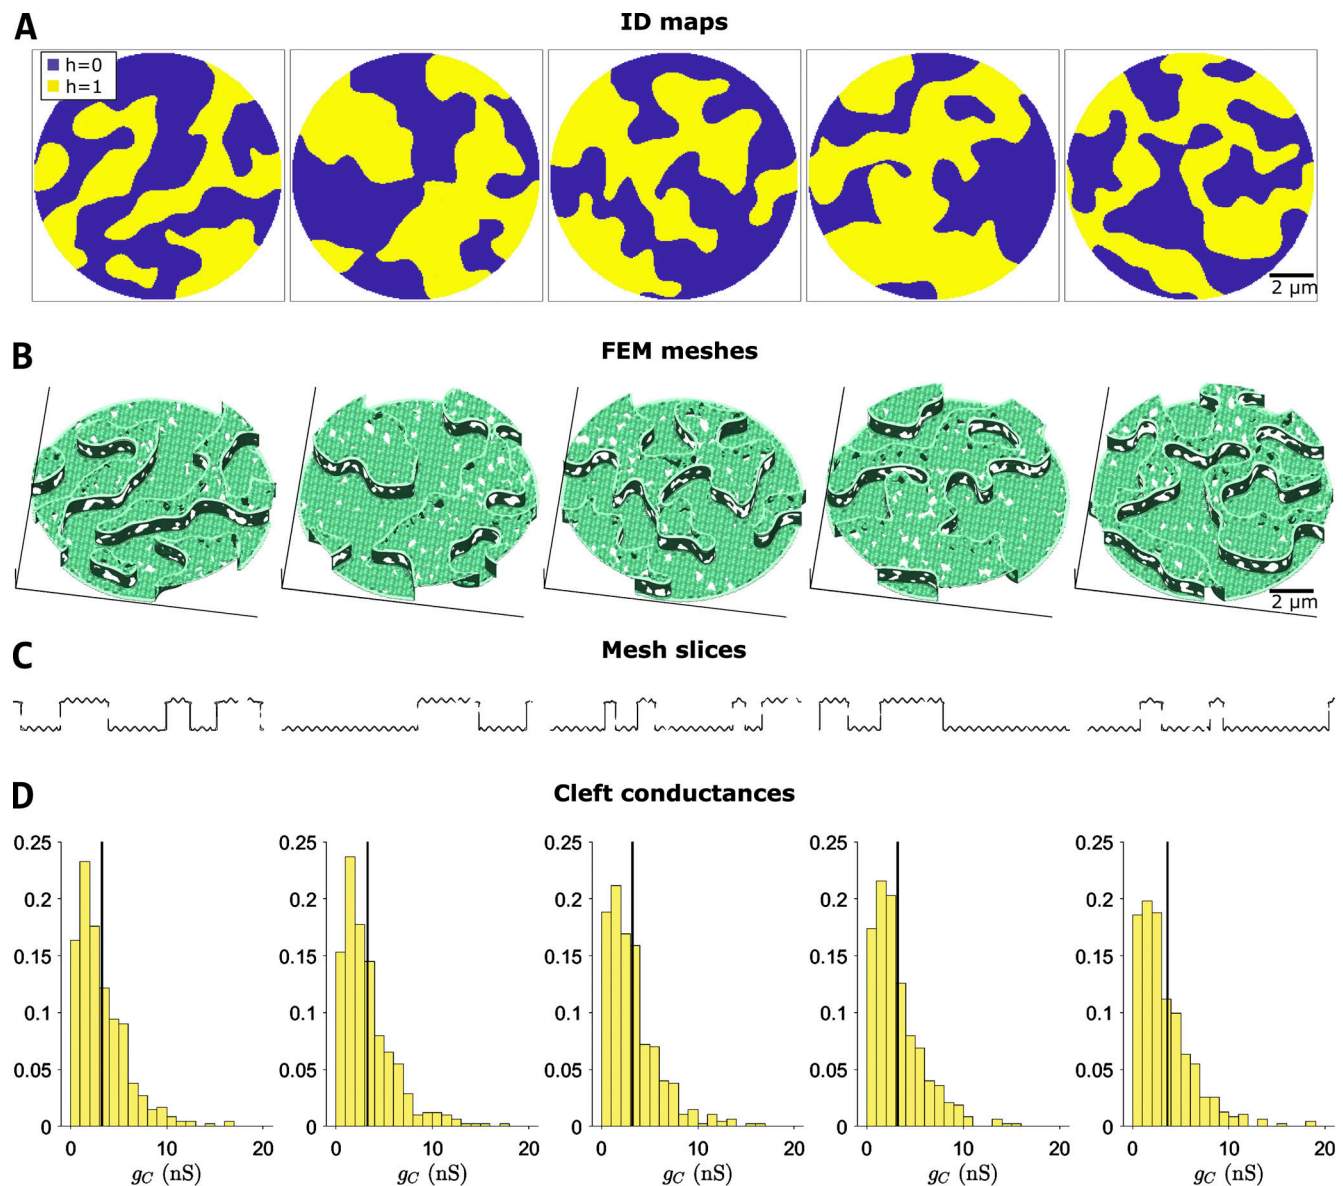 A
ID maps
h=0
h=1
2 μm
B
FEM meshes
2 μm
C
Mesh slices
D
Cleft conductances
0.25 0.25 0.25 0.25 0.25
0.2 0.2 0.2 0.2 0.2
0.15 0.15 0.15 0.15 0.15
0.1 0.1 0.1 0.1 0.1
0.05 0.05 0.05 0.05 0.05
0 0 0 0 0
0 10 20 0 10 20 0 10 20 0 10 20 0 10 20
gC (nS) gC (nS) gC (nS) gC (nS) gC (nS)